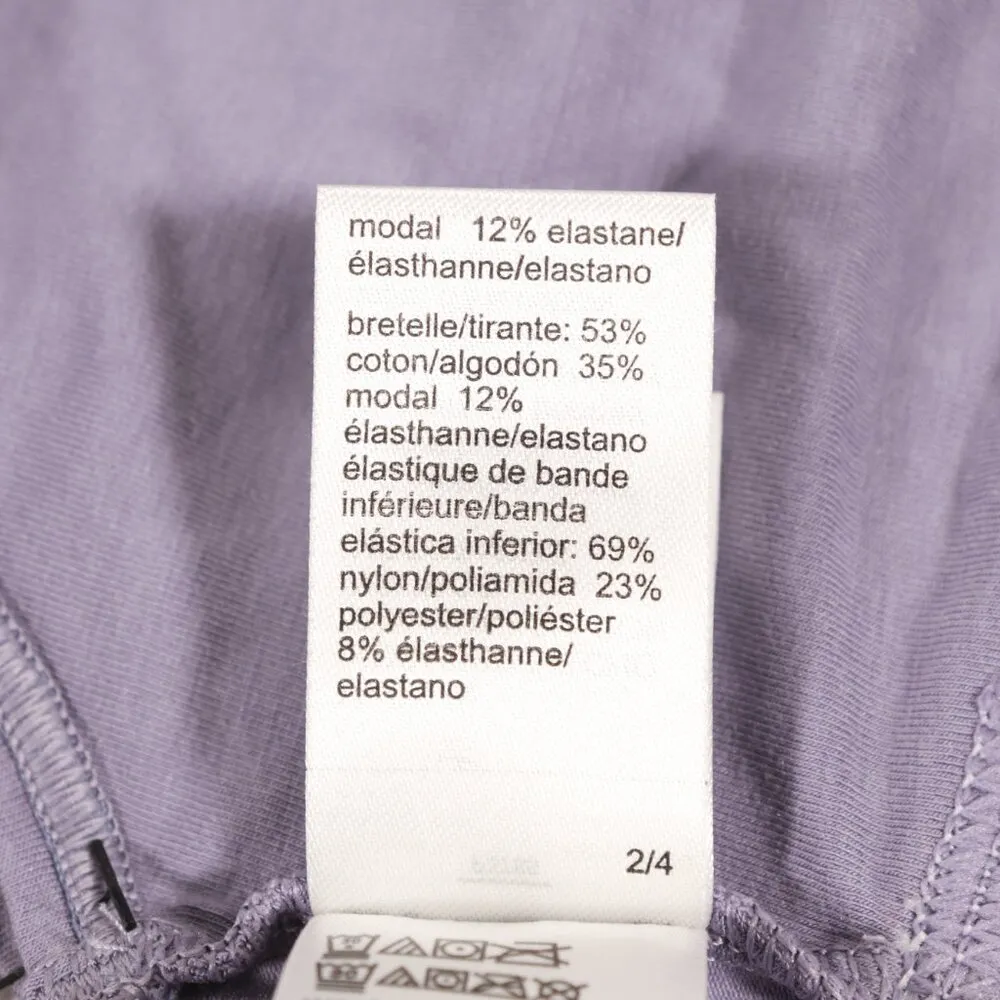 modal 12% elastane/
élasthanne/elastano
bretelle/tirante: 53%
coton/algodón 35%
modal 12%
élasthanne/elastano
élastique de bande
inférieure/banda
elástica inferior: 69%
nylon/poliamida 23%
polyester/poliéster
8% élasthanne/
elastano
2/4